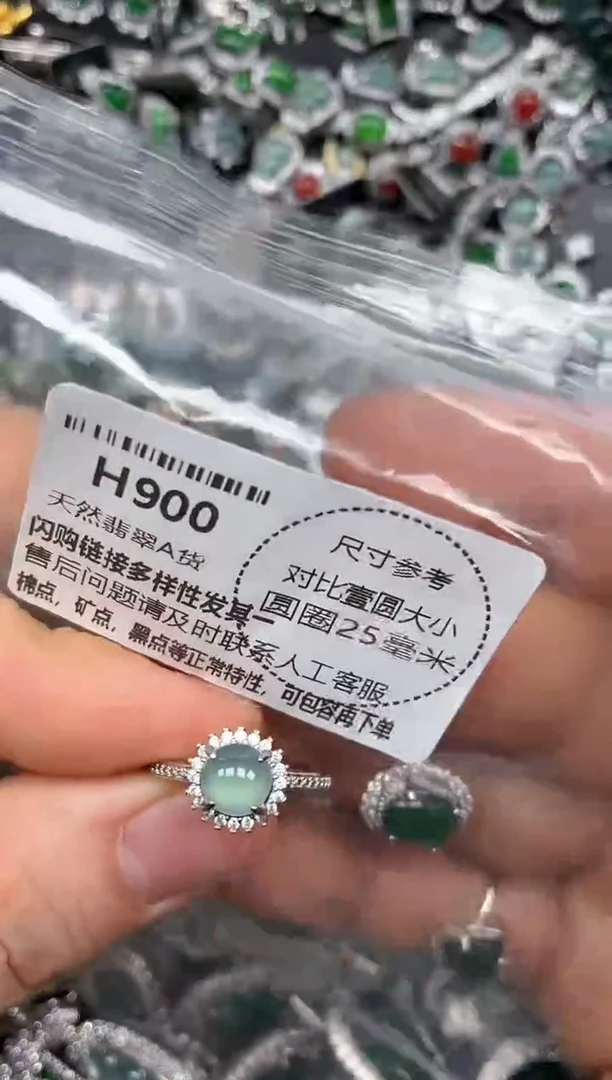 H900
天然翡翠A货
闪购链接多样性发其一
售后问题请及时联系人工客服
棉点，矿点，黑点等正常特性，可包容再下单
尺寸参考
对比壹圆大小
圆圈25毫米